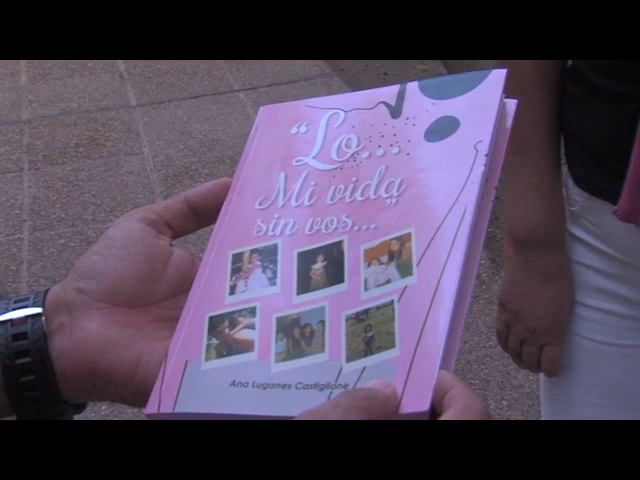 “Lo...
Mi vida
sin vos...”
Ana Lugones Castiglione